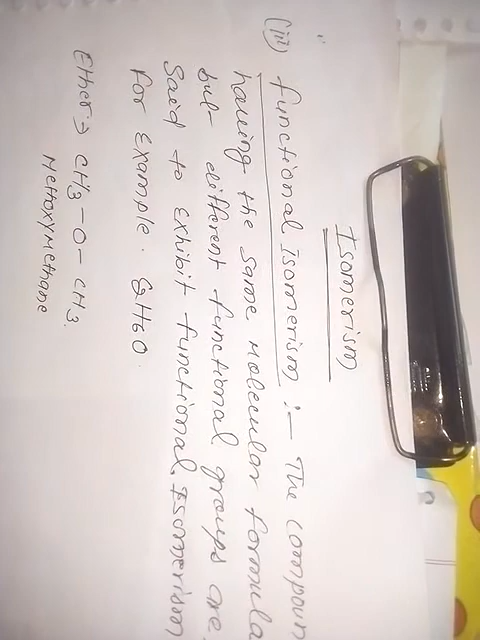 Isomerism
(iii) functional Isomerism :- The compoun
having the same Molecular formula
but different functional groups are.
Said to exhibit functional Isomerism
For Example. C2H6O.
Ether:> CH3-O-CH3.
Methoxymethane